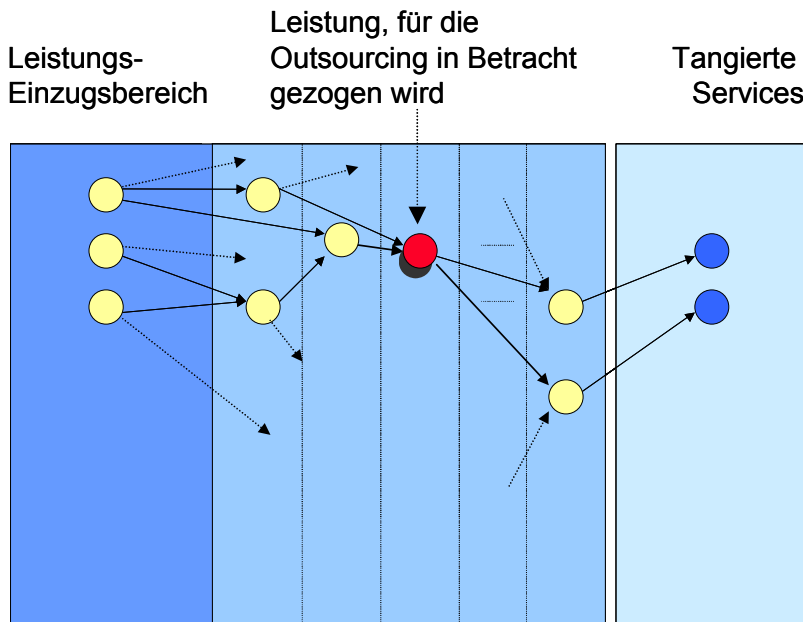 Leistungs-
Einzugsbereich
Leistung, für die
Outsourcing in Betracht
gezogen wird
Tangierte
Services